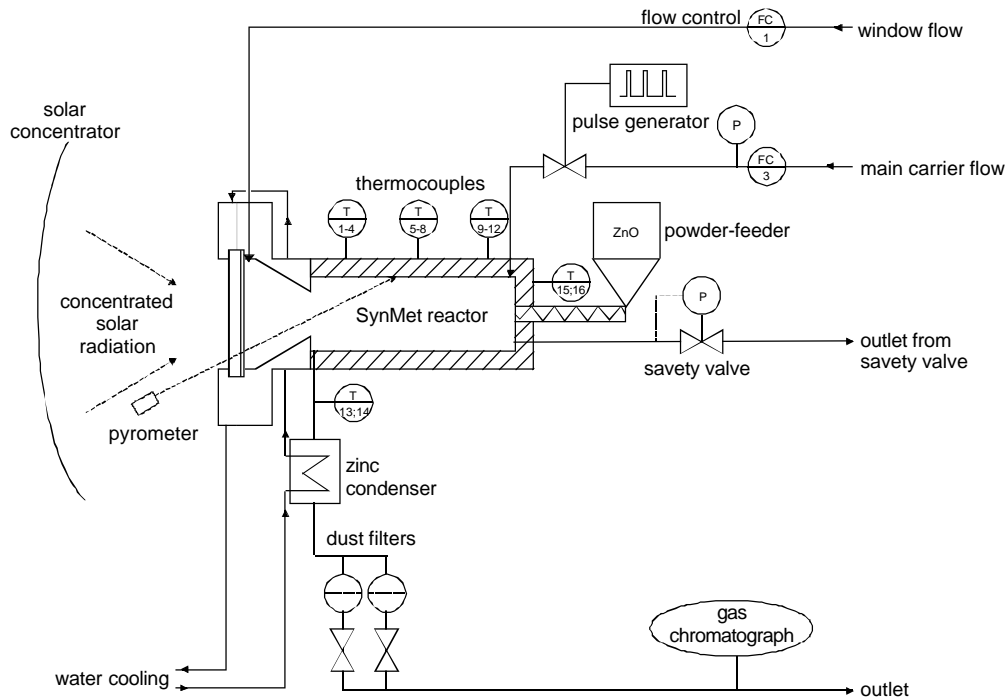 flow control
FC
1
window flow
solar
concentrator
pulse generator
P
FC
3
main carrier flow
thermocouples
T
1-4
T
5-8
T
9-12
ZnO
powder-feeder
T
15;16
concentrated
solar
radiation
SynMet reactor
P
savety valve
outlet from
savety valve
pyrometer
T
13;14
zinc
condenser
dust filters
gas
chromatograph
water cooling
outlet